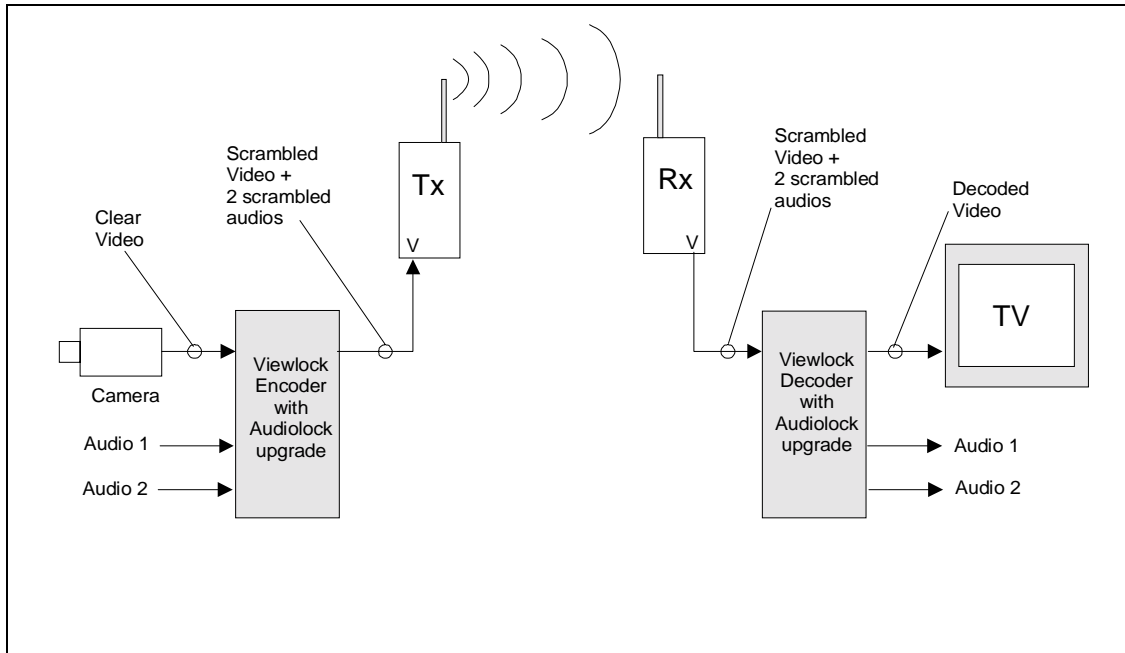 Clear
Video
Scrambled
Video +
2 scrambled
audios
Tx
V
Rx
V
Scrambled
Video +
2 scrambled
audios
Decoded
Video
Camera
Audio 1
Audio 2
Viewlock
Encoder
with
Audiolock
upgrade
Viewlock
Decoder
with
Audiolock
upgrade
TV
Audio 1
Audio 2